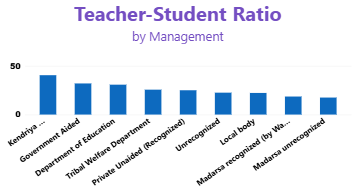 Teacher-Student Ratio
by Management
50
0
Kendriya ...
Government Aided
Department of Education
Tribal Welfare Department
Private Unaided (Recognized)
Unrecognized
Local body
Madarsa recognized (by Wa...
Madarsa unrecognized